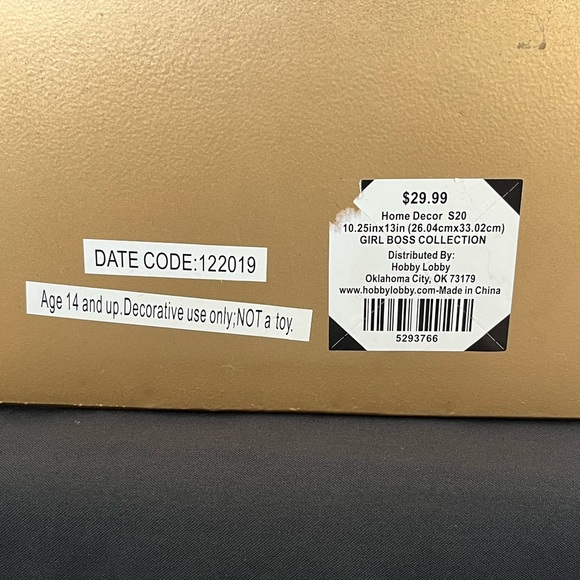 $29.99
Home Decor S20
10.25inx13in (26.04cmx33.02cm)
GIRL BOSS COLLECTION
Distributed By:
Hobby Lobby
Oklahoma City, OK 73179
www.hobbylobby.com-Made in China
5293766
DATE CODE:122019
Age 14 and up.Decorative use only;NOT a toy.